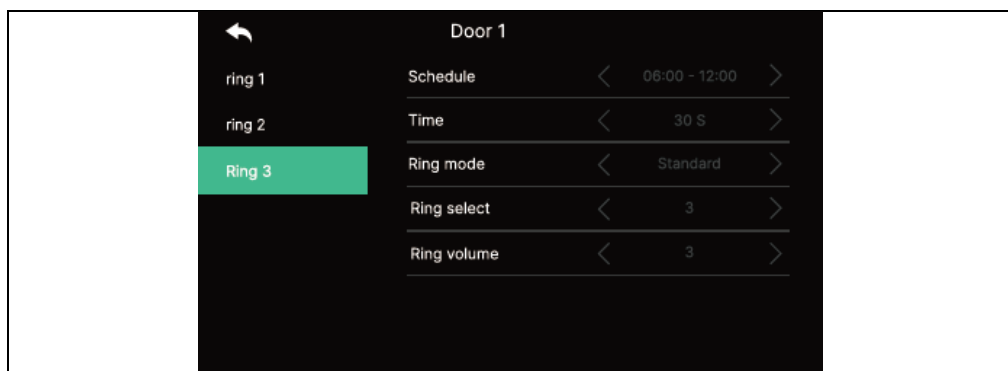 Door 1
ring 1
ring 2
Ring 3
Schedule 06:00 - 12:00
Time 30 S
Ring mode Standard
Ring select 3
Ring volume 3